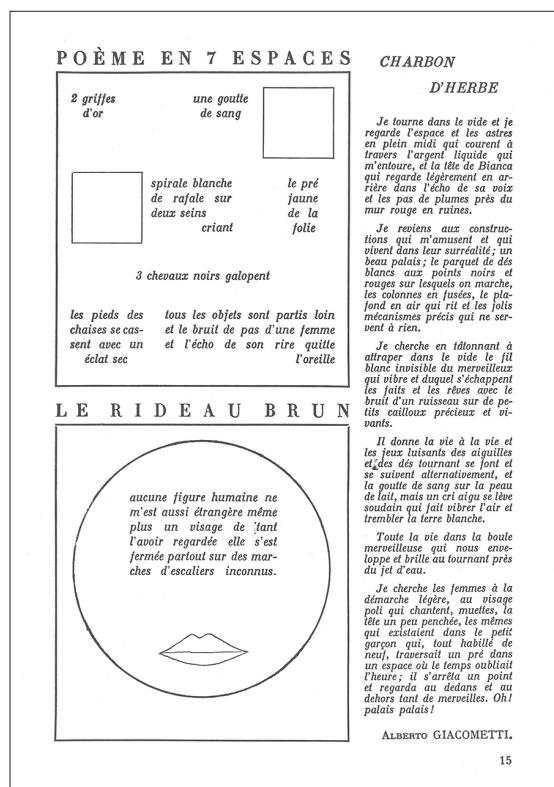 POÈME EN 7 ESPACES
2 griffes
d'or
une goutte
de sang
spirale blanche
de rafale sur
deux seins
criant
le pré
jaune
de la
folie
3 chevaux noirs galopent
les pieds des
chaises se cas-
sent avec un
éclat sec
tous les objets sont partis loin
et le bruit de pas d'une femme
et l'écho de son rire quitte
l'oreille
LE RIDEAU BRUN
aucune figure humaine ne
m'est aussi étrangère même
plus un visage de tant
l'avoir regardée elle s'est
fermée partout sur des mar-
ches d'escaliers inconnus.
CHARBON
D'HERBE
Je tourne dans le vide et je
regarde l'espace et les astres
en plein midi qui courent à
travers l'argent liquide qui
m'entoure, et la tête de Bianca
qui regarde légèrement en ar-
rière dans l'écho de sa voix
et les pas de plumes près du
mur rouge en ruines.
Je reviens aux construc-
tions qui m'amusent et qui
vivent dans leur surréalité; un
beau palais; le parquet de dés
blancs aux points noirs et
rouges sur lesquels on marche,
les colonnes en fusées, le pla-
fond en air qui rit et les jolis
mécanismes précis qui ne ser-
vent à rien.
Je cherche en tâtonnant à
attraper dans le vide le fil
blanc invisible du merveilleux
qui vibre et duquel s'échappent
les faits et les rêves avec le
bruit d'un ruisseau sur de pe-
tits cailloux précieux et vi-
vants.
Il donne la vie à la vie et
les jeux luisants des aiguilles
et des dés tournant se font et
se suivent alternativement, et
la goutte de sang sur la peau
de lait, mais un cri aigu se lève
soudain qui fait vibrer l'air et
trembler la terre blanche.
Toute la vie dans la boule
merveilleuse qui nous enve-
loppe et brille au tournant près
du jet d'eau.
Je cherche les femmes à la
démarche légère, au visage
poli qui chantent, muettes, la
tête un peu penchée, les mêmes
qui existaient dans le petit
garçon qui, tout habillé de
neuf, traversait un pré dans
un espace où le temps oubliait
l'heure; il s'arrêta un point
et regarda au dedans et au
dehors tant de merveilles. Oh!
palais palais!
ALBERTO GIACOMETTI.
15